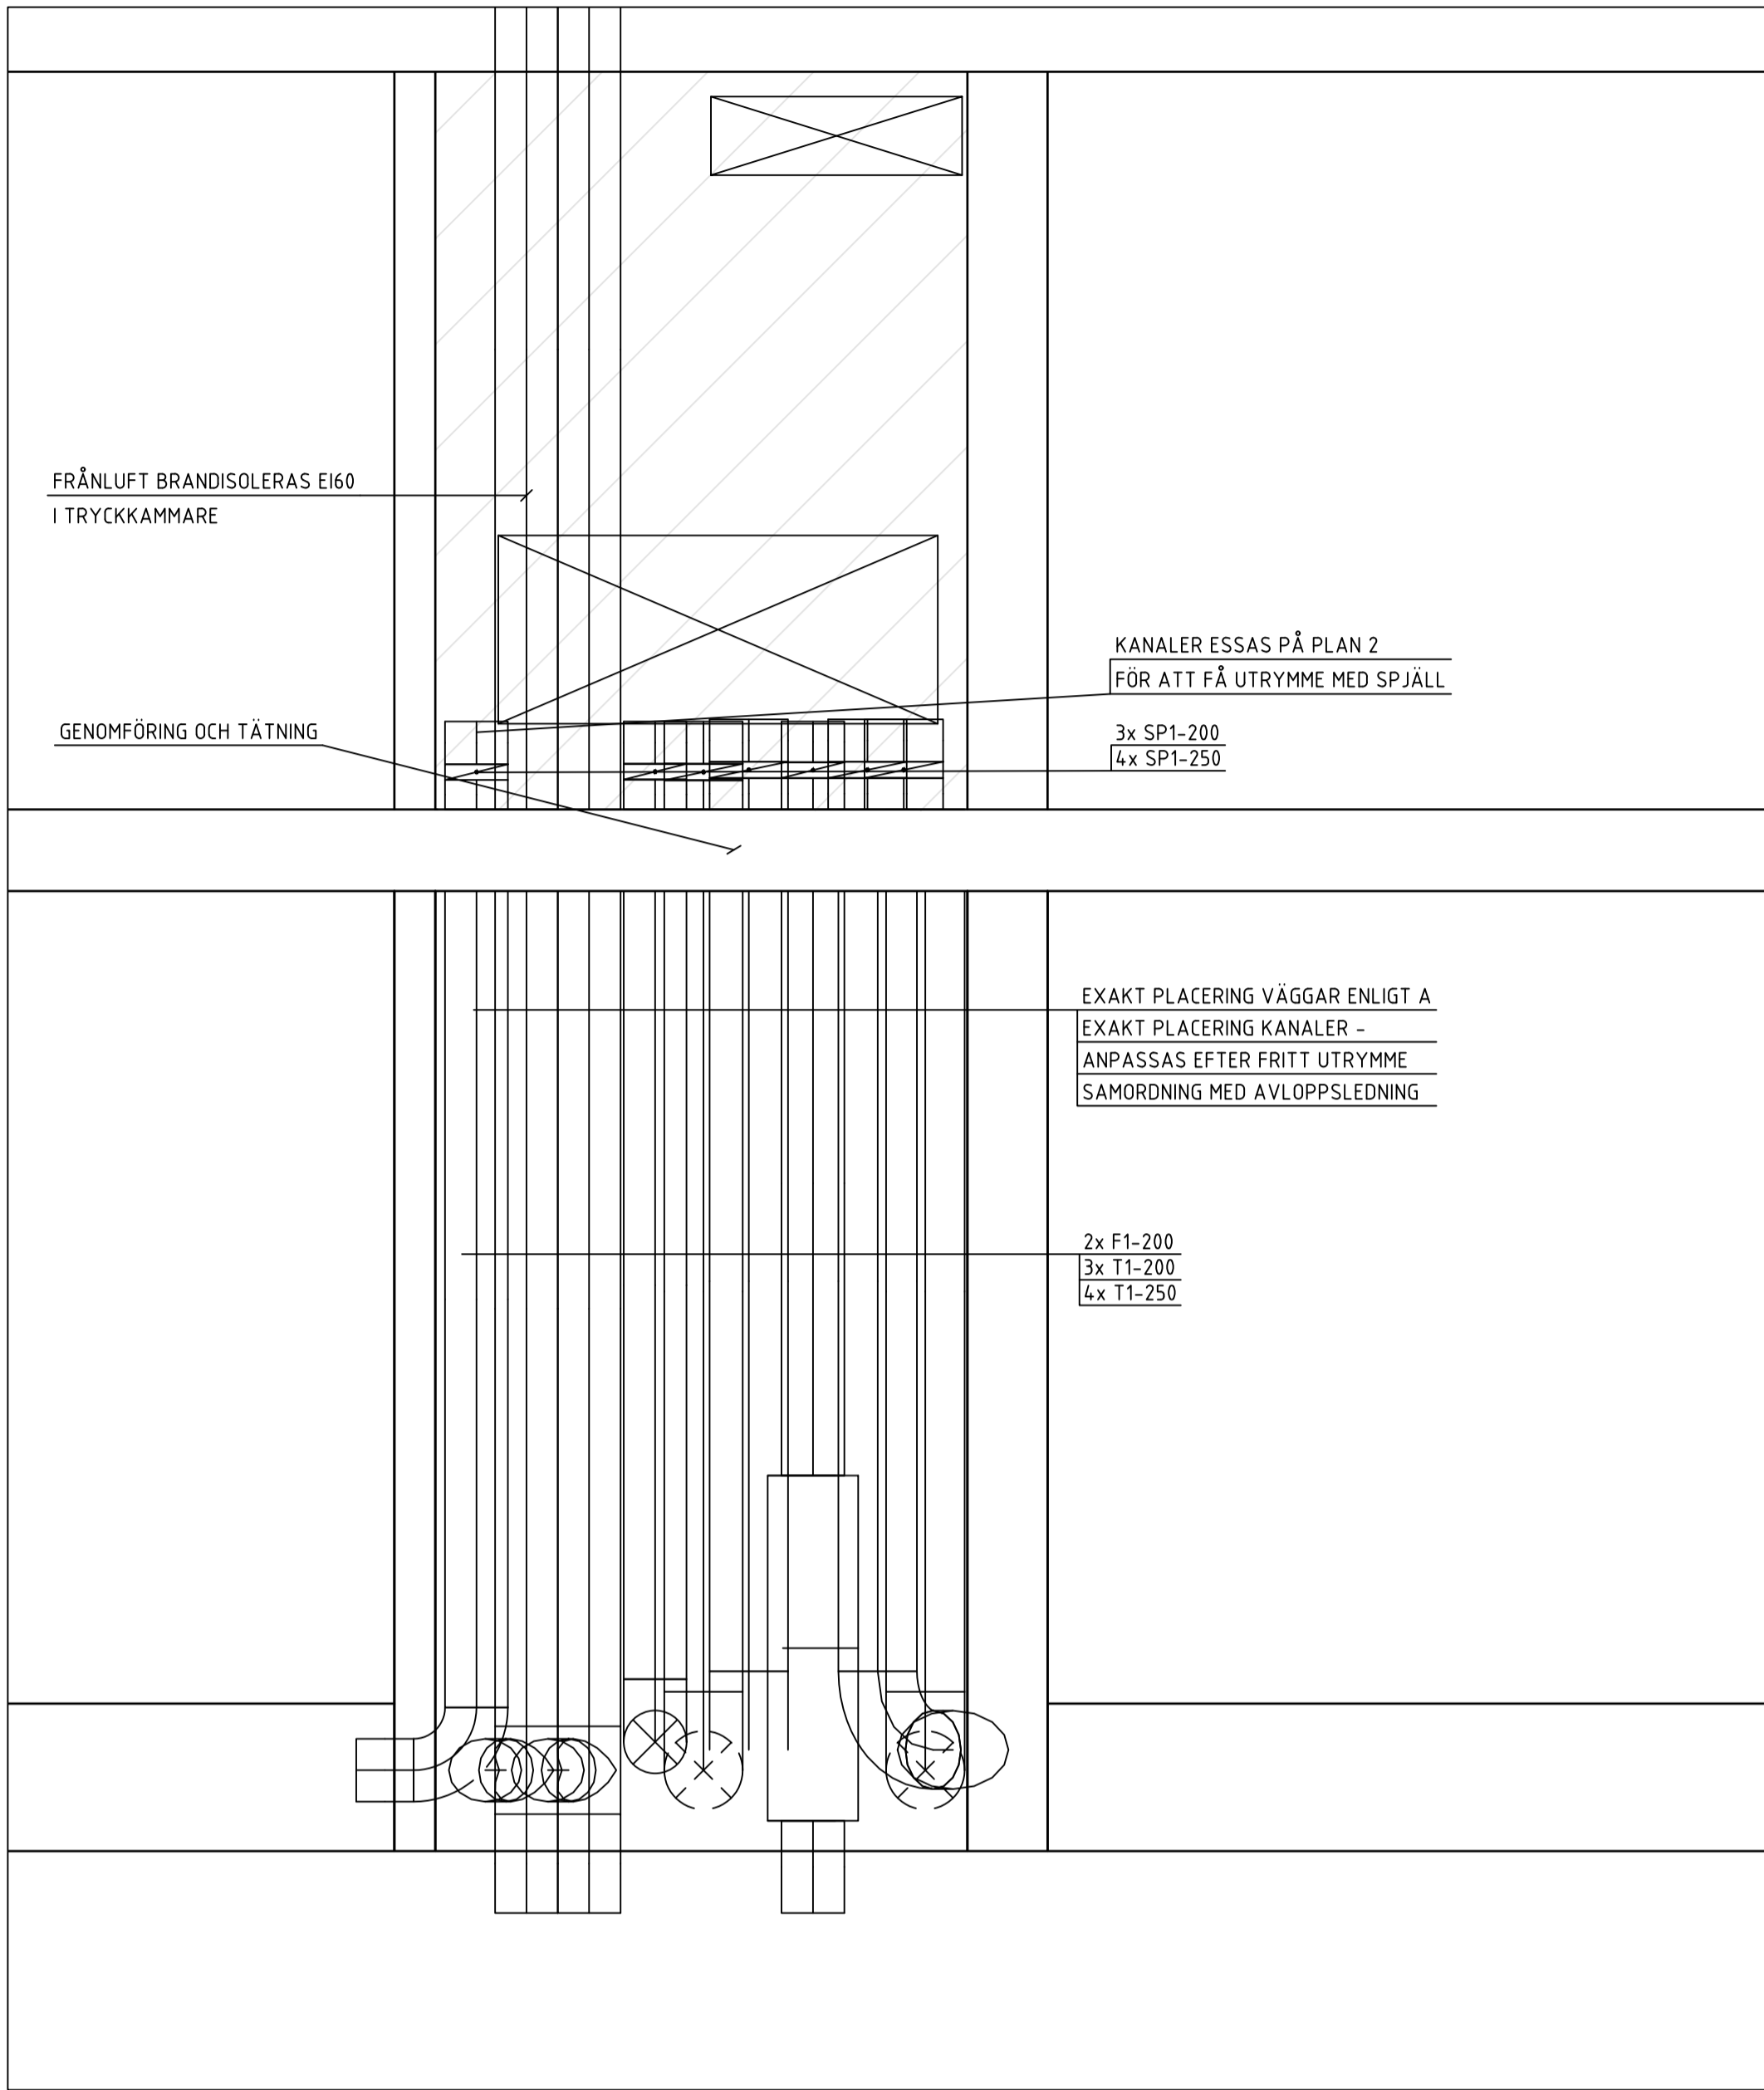 FRÅNLUFT BRANDISOLERAS EI60
I TRYCKKAMMARE
KANALER ESSAS PÅ PLAN 2
FÖR ATT FÅ UTRYMME MED SPJÄLL
GENOMFÖRING OCH TÄTNING
3x SP1-200
4x SP1-250
EXAKT PLACERING VÄGGAR ENLIGT A
EXAKT PLACERING KANALER -
ANPASSAS EFTER FRITT UTRYMME
SAMORDNING MED AVLOPPSLEDNING
2x F1-200
3x T1-200
4x T1-250